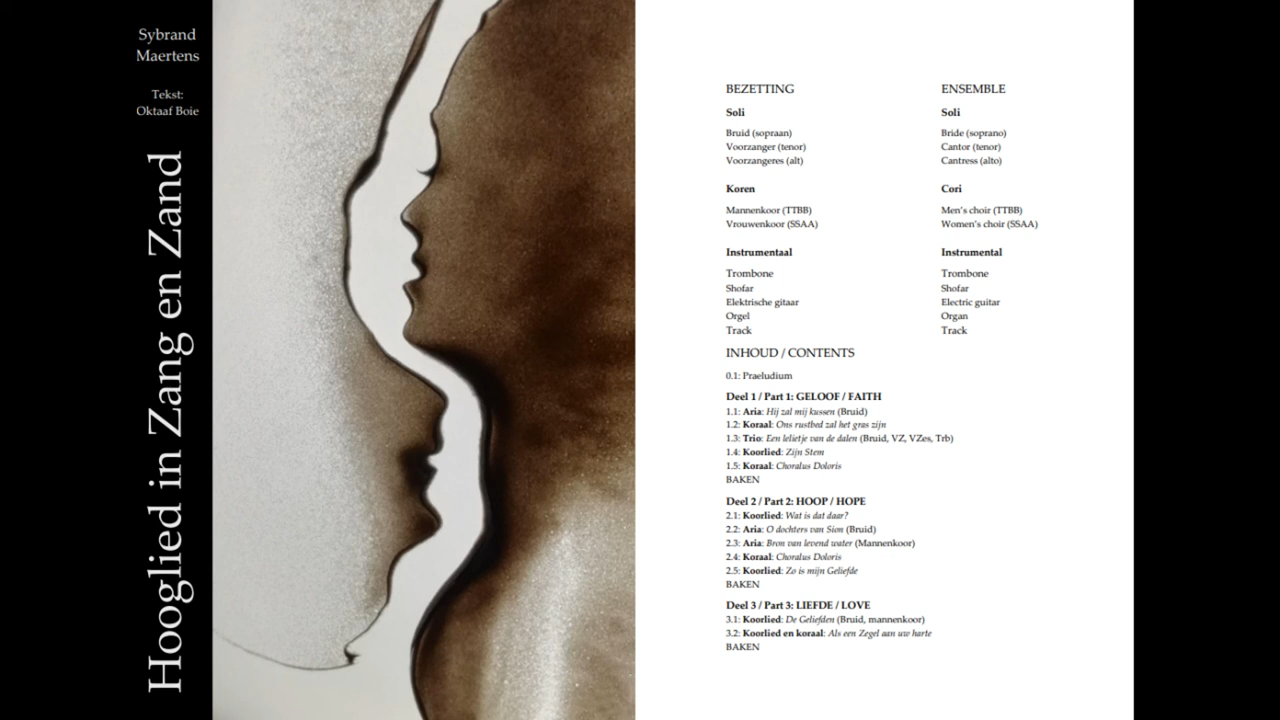 Sybrand
Maertens
Tekst:
Oktaaf Boie
Hooglied in Zang en Zand
BEZETTING
Soli
Bruid (sopraan)
Voorzanger (tenor)
Voorzangeres (alt)
Koren
Mannenkoor (TTBB)
Vrouwenkoor (SSAA)
Instrumentaal
Trombone
Shofar
Elektrische gitaar
Orgel
Track
ENSEMBLE
Soli
Bride (soprano)
Cantor (tenor)
Cantress (alto)
Cori
Men's choir (TTBB)
Women's choir (SSAA)
Instrumental
Trombone
Shofar
Electric guitar
Organ
Track
INHOUD / CONTENTS
0.1: Praeludium
Deel 1 / Part 1: GELOOF / FAITH
1.1: Aria: Hij zal mij kussen (Bruid)
1.2: Koraal: Ons rustbed zal het gras zijn
1.3: Trio: Een lelietje van de dalen (Bruid, VZ, VZes, Trb)
1.4: Koorlied: Zijn Stem
1.5: Koraal: Choralus Doloris
BAKEN
Deel 2 / Part 2: HOOP / HOPE
2.1: Koorlied: Wat is dat daar?
2.2: Aria: O dochters van Sion (Bruid)
2.3: Aria: Bron van levend water (Mannenkoor)
2.4: Koraal: Choralus Doloris
2.5: Koorlied: Zo is mijn Geliefde
BAKEN
Deel 3 / Part 3: LIEFDE / LOVE
3.1: Koorlied: De Geliefden (Bruid, mannenkoor)
3.2: Koorlied en koraal: Als een Zegel aan uw harte
BAKEN